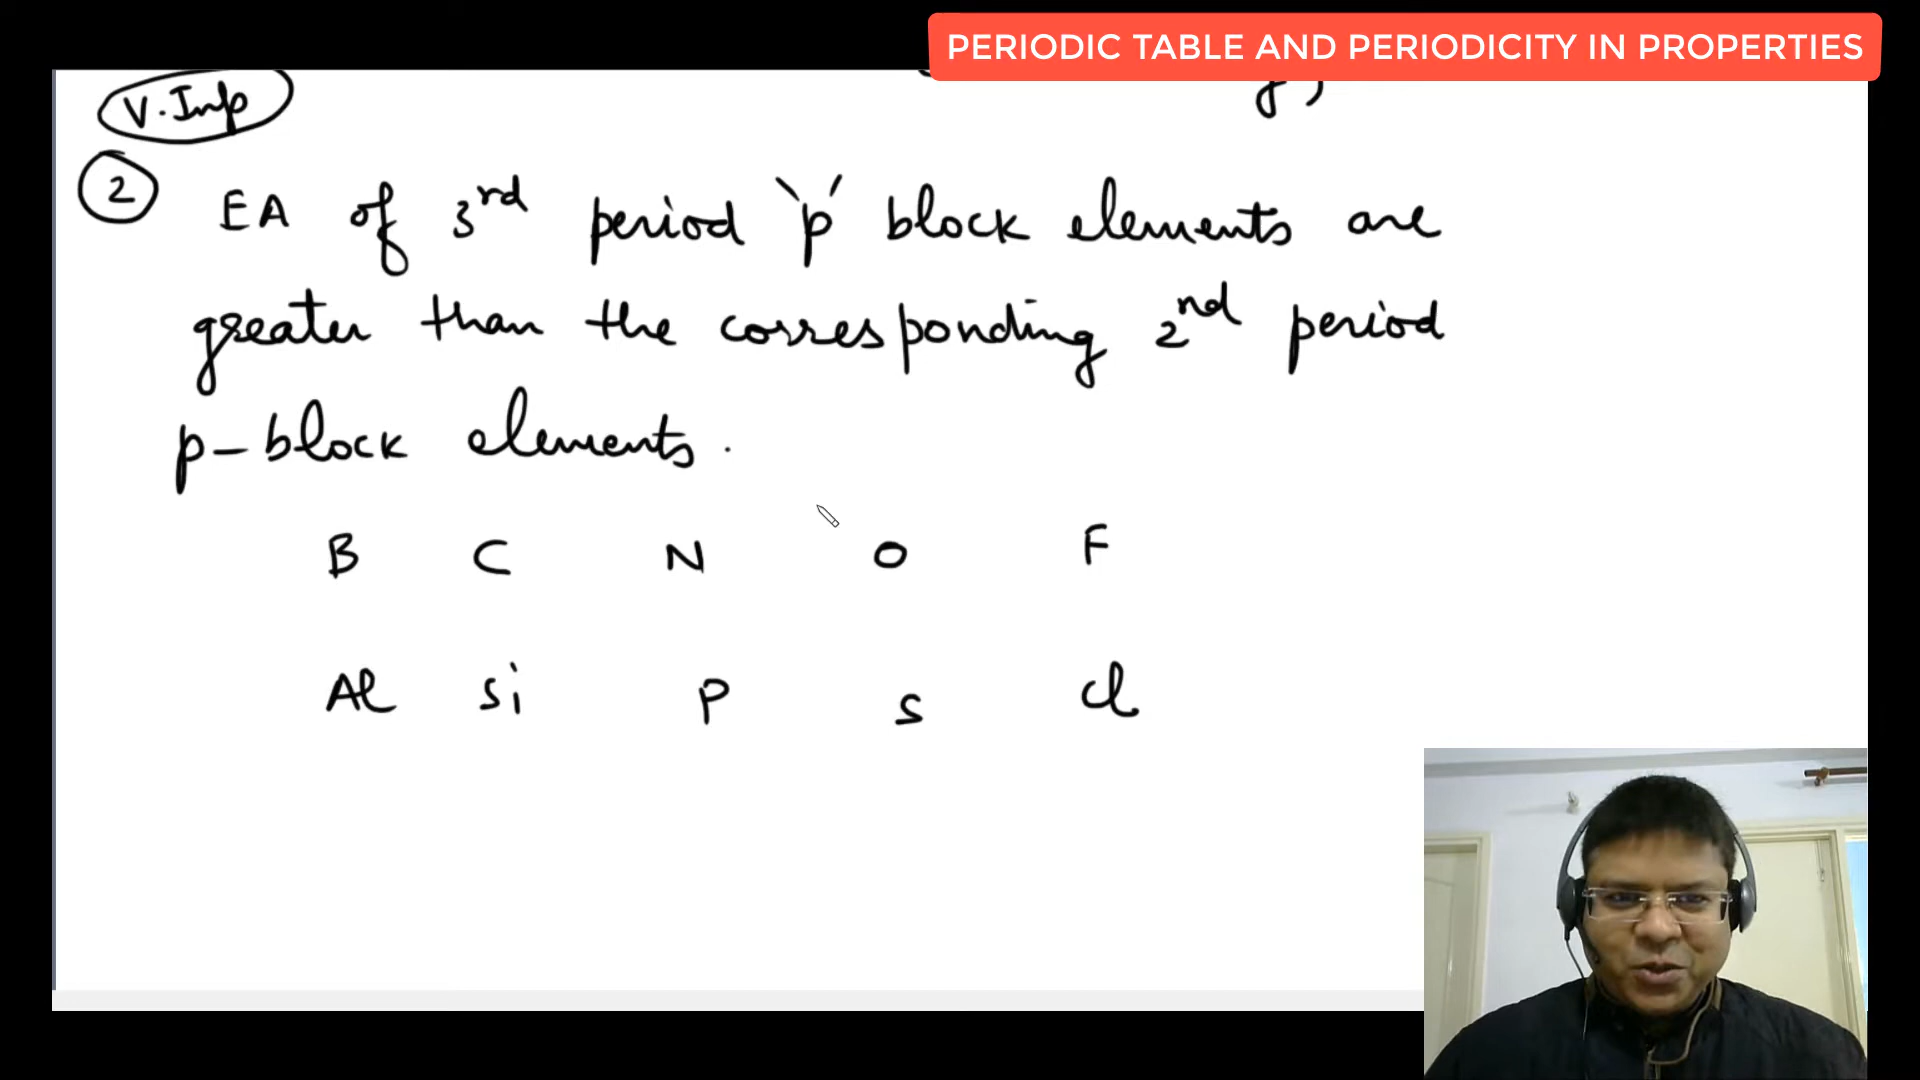 PERIODIC TABLE AND PERIODICITY IN PROPERTIES
V. Imp
2 EA of 3rd period 'p' block elements are
greater than the corresponding 2nd period
p-block elements.
B C N O F
Al Si P S Cl